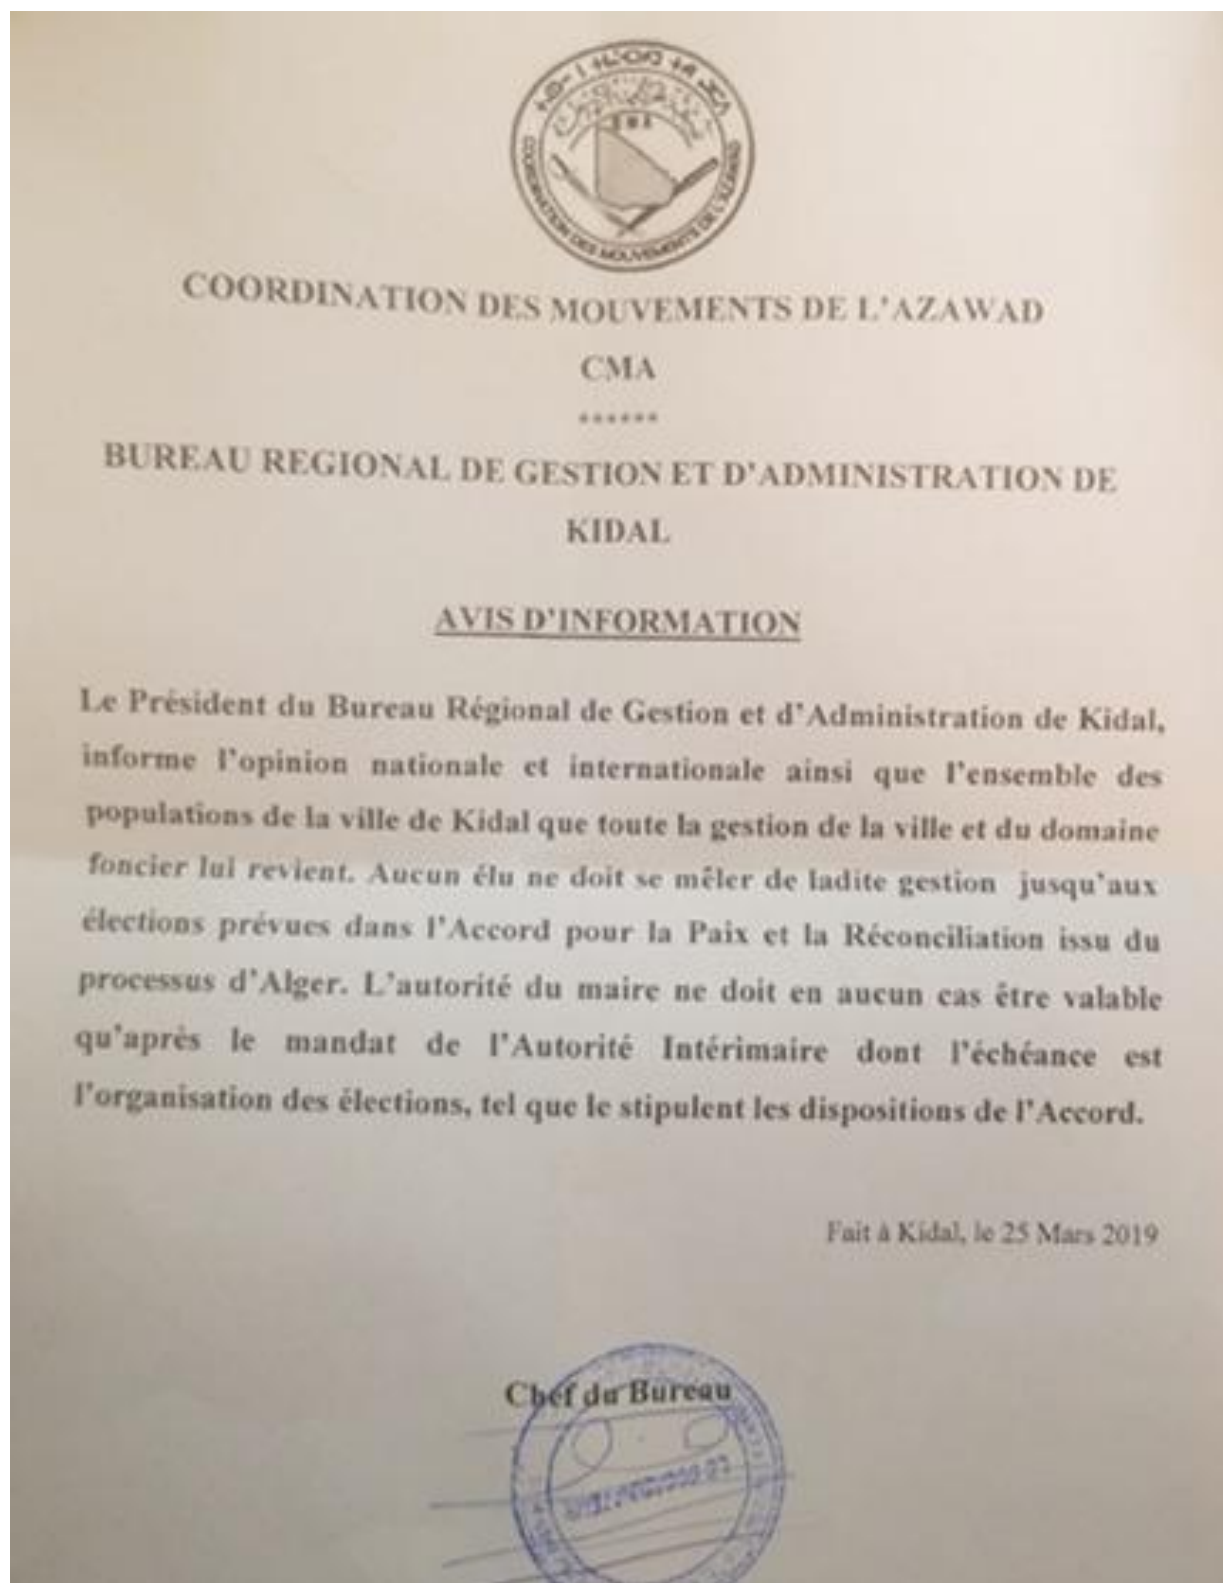 COORDINATION DES MOUVEMENTS DE L'AZAWAD
COORDINATION DES MOUVEMENTS DE L'AZAWAD
CMA
******
BUREAU REGIONAL DE GESTION ET D'ADMINISTRATION DE
KIDAL
AVIS D'INFORMATION
Le Président du Bureau Régional de Gestion et d'Administration de Kidal,
informe l'opinion nationale et internationale ainsi que l'ensemble des
populations de la ville de Kidal que toute la gestion de la ville et du domaine
foncier lui revient. Aucun élu ne doit se mêler de ladite gestion jusqu'aux
élections prévues dans l'Accord pour la Paix et la Réconciliation issu du
processus d'Alger. L'autorité du maire ne doit en aucun cas être valable
qu'après le mandat de l'Autorité Intérimaire dont l'échéance est
l'organisation des élections, tel que le stipulent les dispositions de l'Accord.
Fait à Kidal, le 25 Mars 2019
Chef du Bureau